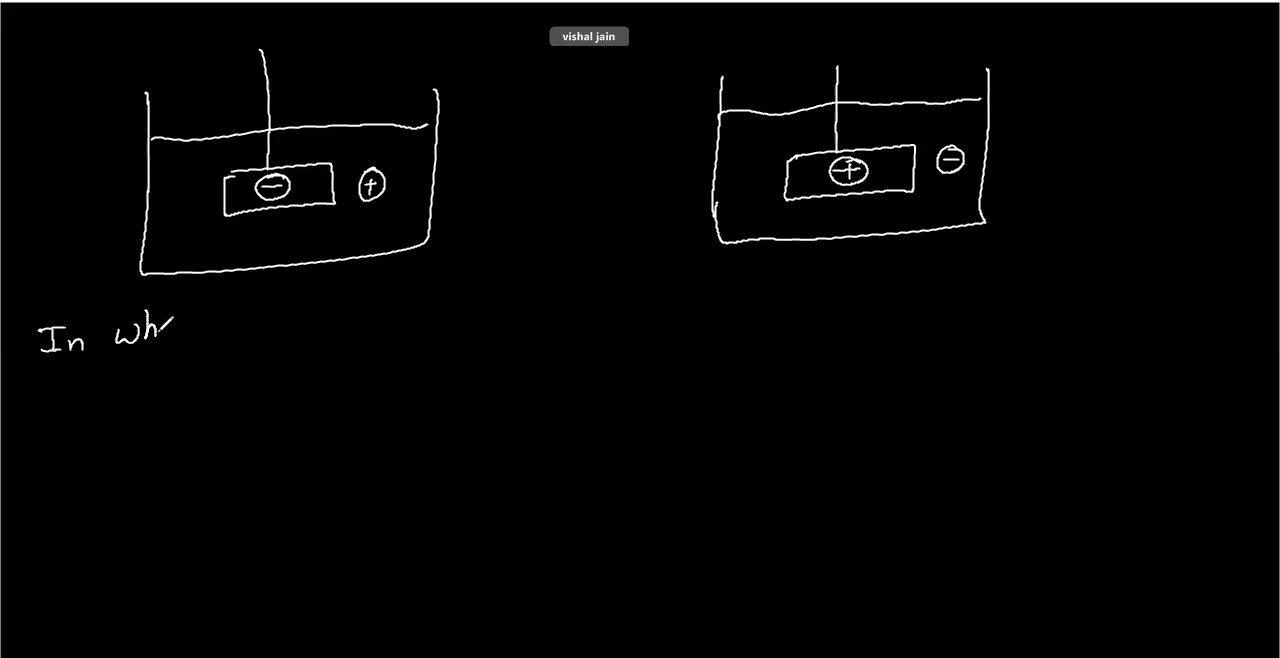 vishal jain
⊖ ⊕
⊕ ⊖
In wh